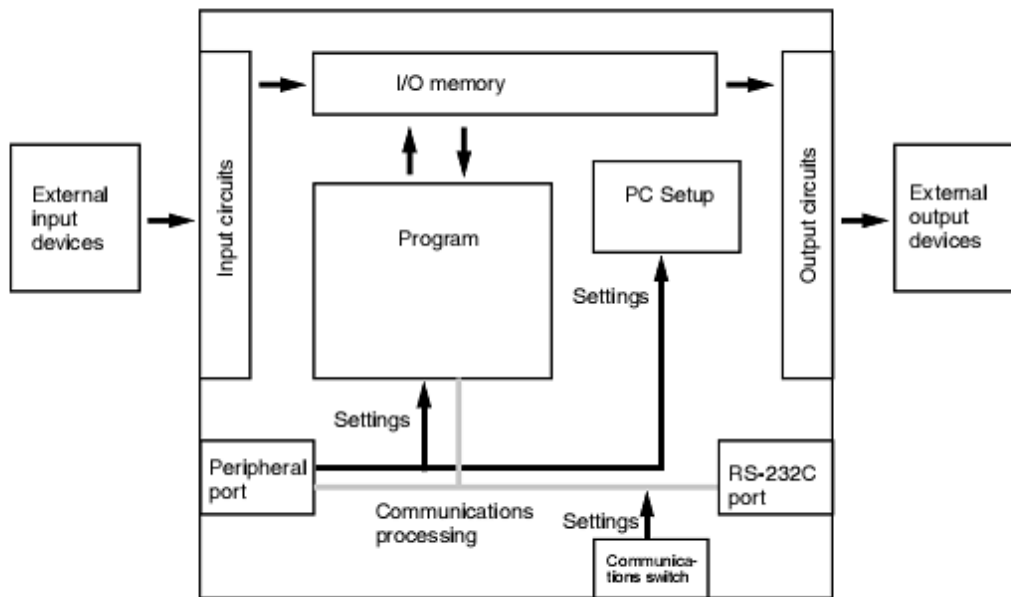 I/O memory
External
input
devices
Input circuits
Program
PC Setup
Output circuits
External
output
devices
Settings
Settings
Peripheral
port
Communications
processing
Settings
RS-232C
port
Communica-
tions switch